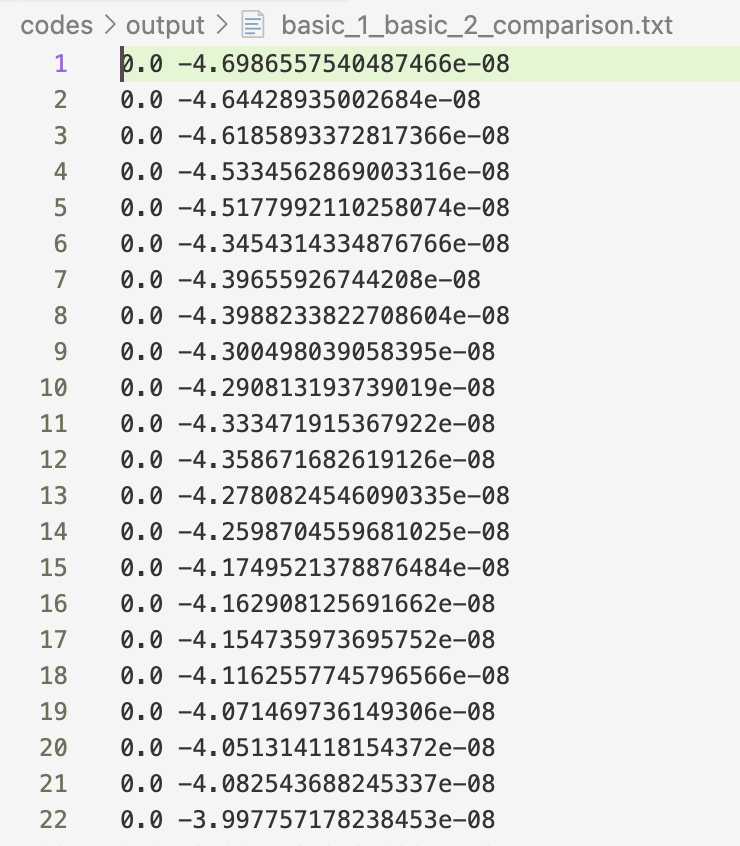 codes > output > basic_1_basic_2_comparison.txt
1 0.0 -4.6986557540487466e-08
2 0.0 -4.64428935002684e-08
3 0.0 -4.6185893372817366e-08
4 0.0 -4.5334562869003316e-08
5 0.0 -4.5177992110258074e-08
6 0.0 -4.3454314334876766e-08
7 0.0 -4.39655926744208e-08
8 0.0 -4.3988233822708604e-08
9 0.0 -4.300498039058395e-08
10 0.0 -4.290813193739019e-08
11 0.0 -4.333471915367922e-08
12 0.0 -4.358671682619126e-08
13 0.0 -4.2780824546090335e-08
14 0.0 -4.2598704559681025e-08
15 0.0 -4.1749521378876484e-08
16 0.0 -4.162908125691662e-08
17 0.0 -4.154735973695752e-08
18 0.0 -4.1162557745796566e-08
19 0.0 -4.071469736149306e-08
20 0.0 -4.051314118154372e-08
21 0.0 -4.082543688245337e-08
22 0.0 -3.997757178238453e-08